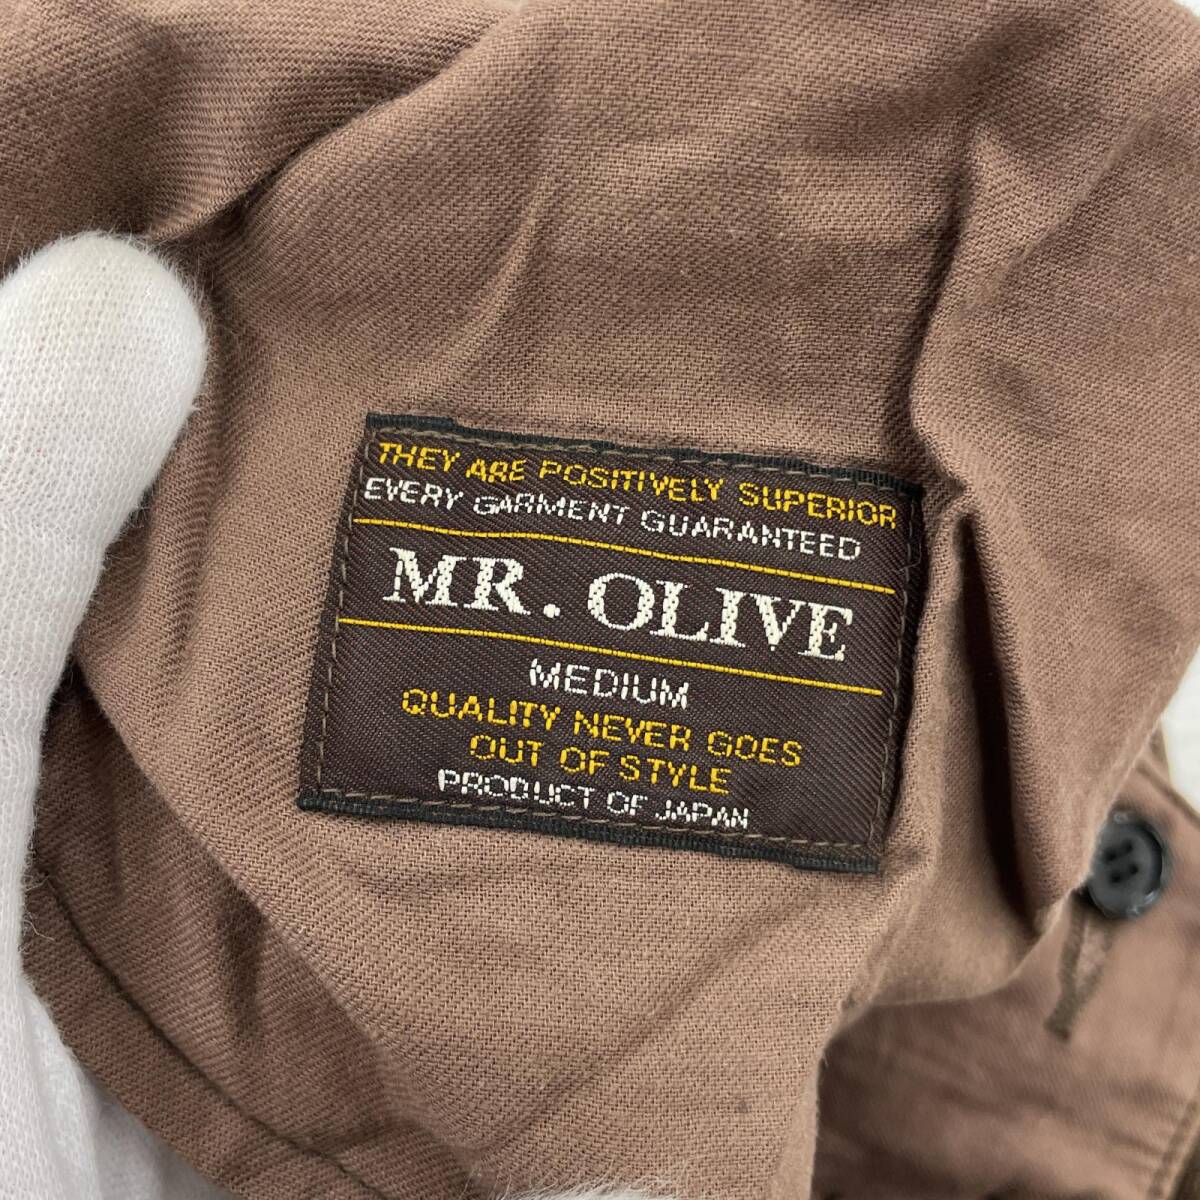 THEY ARE POSITIVELY SUPERIOR
EVERY GARMENT GUARANTEED
MR. OLIVE
MEDIUM
QUALITY NEVER GOES
OUT OF STYLE
PRODUCT OF JAPAN